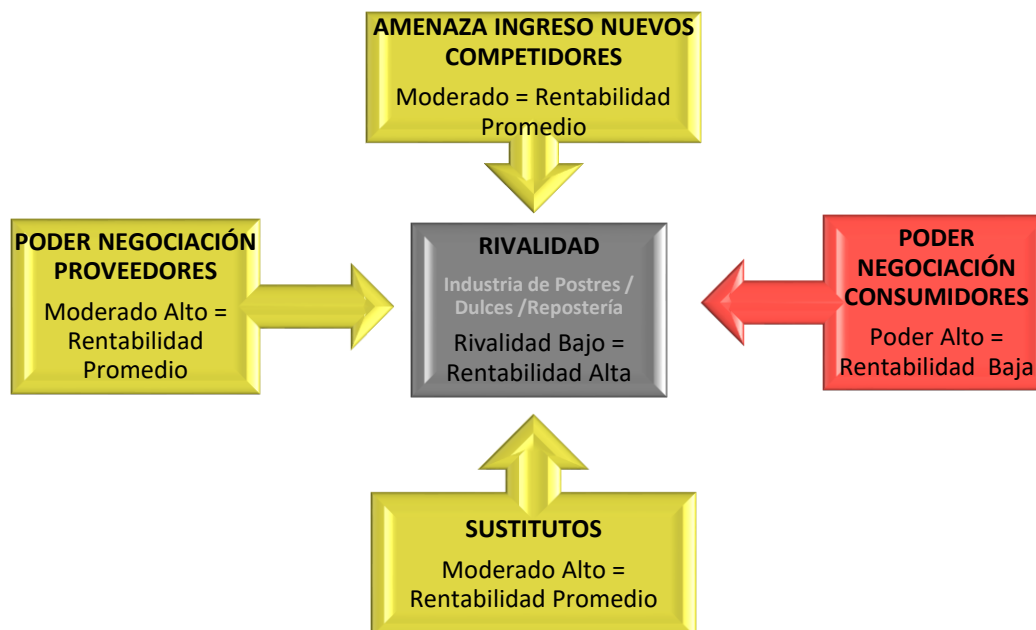 AMENAZA INGRESO NUEVOS
COMPETIDORES
Moderado = Rentabilidad
Promedio
PODER NEGOCIACIÓN
PROVEEDORES
Moderado Alto =
Rentabilidad
Promedio
RIVALIDAD
Industria de Postres /
Dulces /Repostería
Rivalidad Bajo =
Rentabilidad Alta
PODER
NEGOCIACIÓN
CONSUMIDORES
Poder Alto =
Rentabilidad Baja
SUSTITUTOS
Moderado Alto =
Rentabilidad Promedio